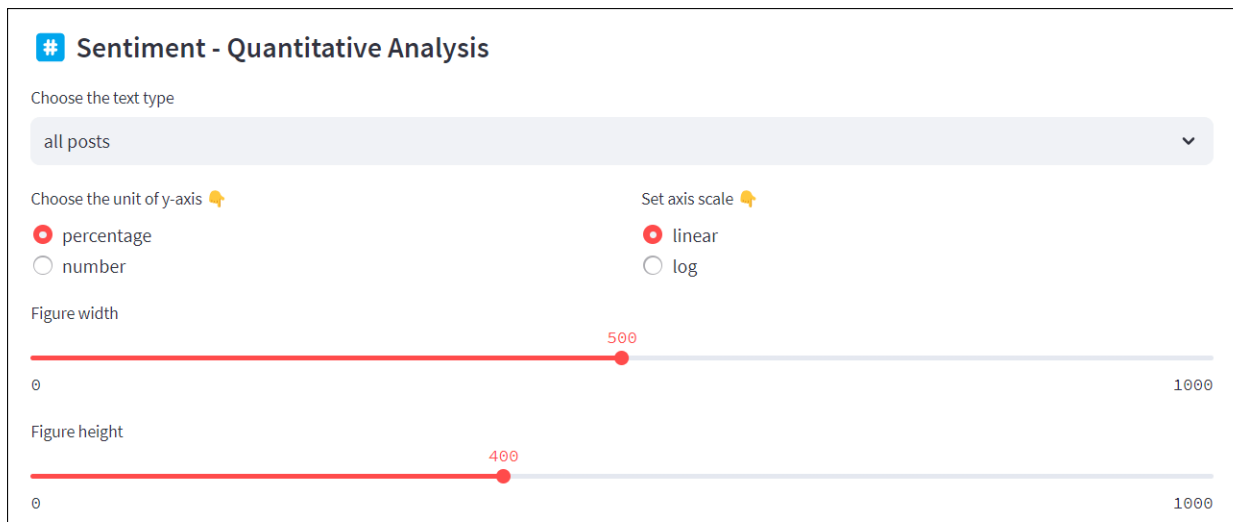 #️⃣ Sentiment - Quantitative Analysis
Choose the text type
all posts
Choose the unit of y-axis 👇
percentage
number
Set axis scale 👇
linear
log
Figure width
500
0 1000
Figure height
400
0 1000